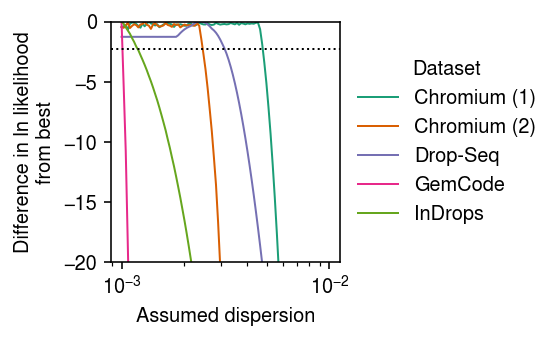 Difference in ln likelihood
from best
0
−5
−10
−15
−20
10⁻³
10⁻²
Assumed dispersion
Dataset
Chromium (1)
Chromium (2)
Drop-Seq
GemCode
InDrops